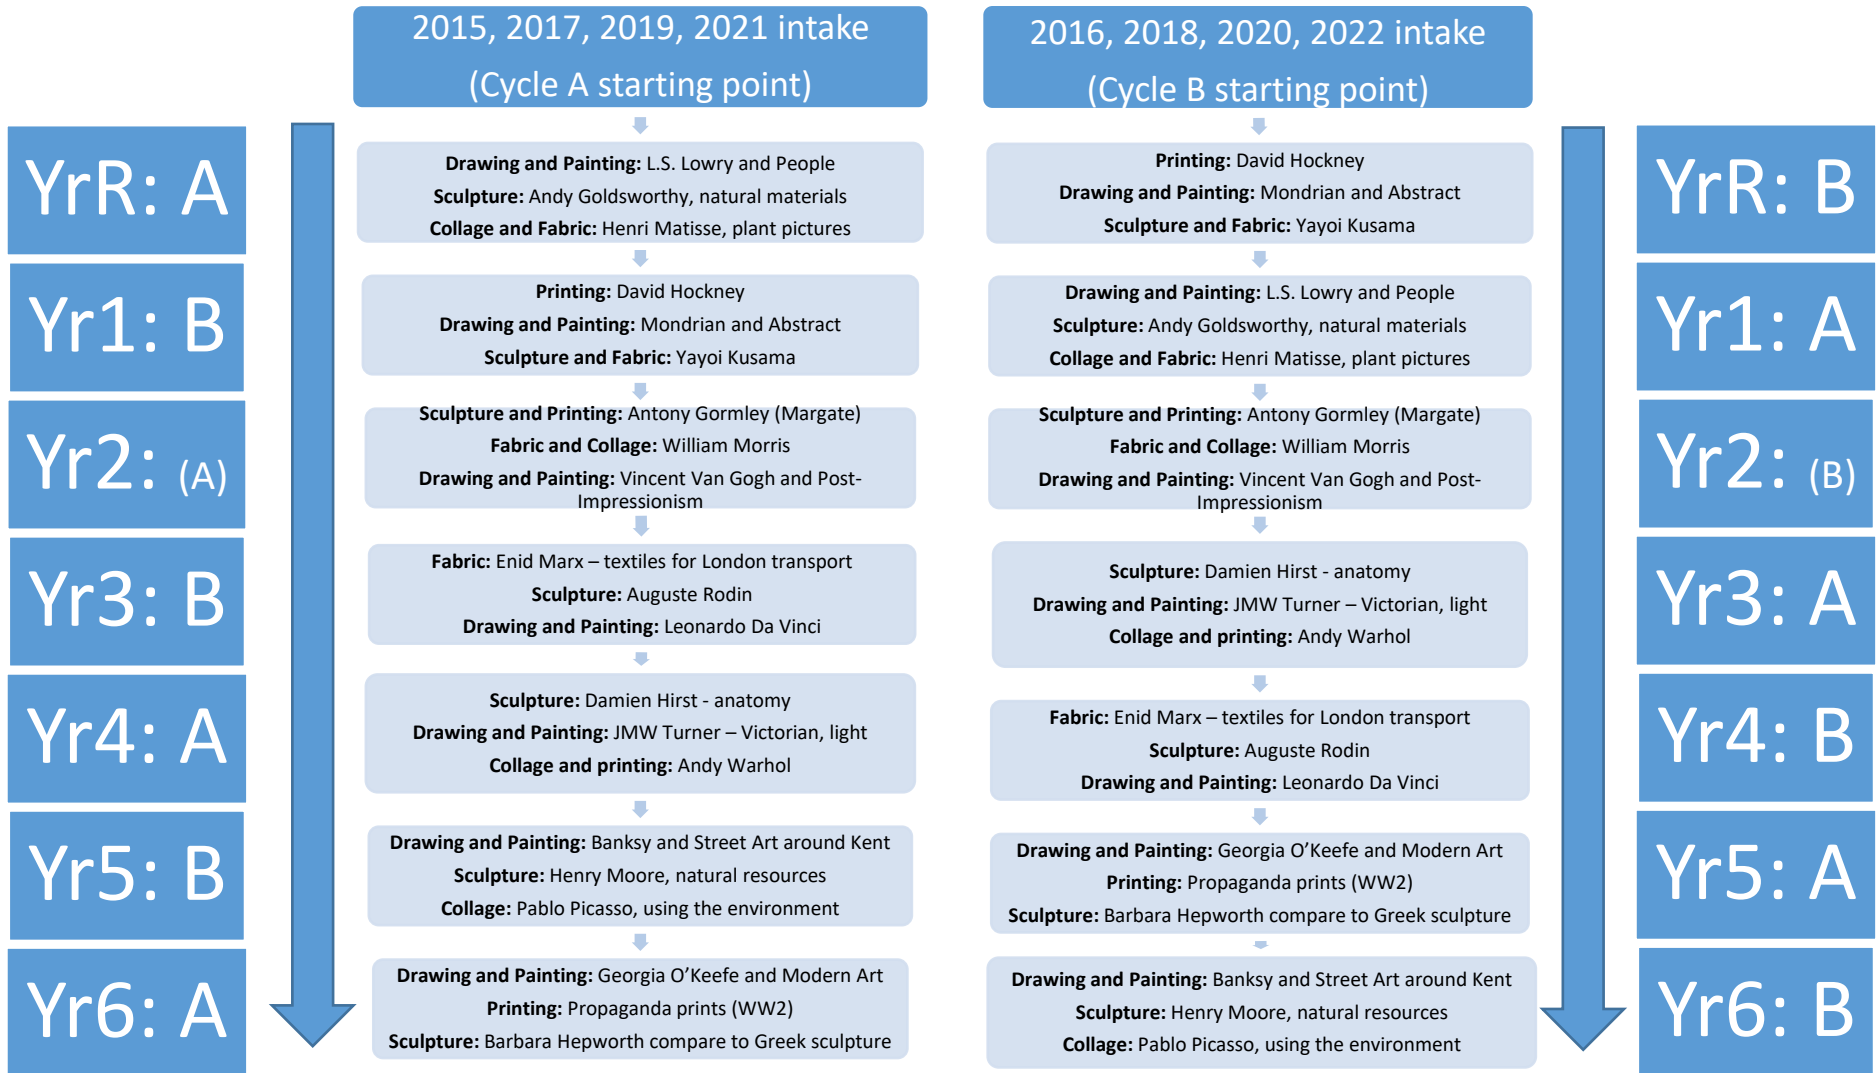 2015, 2017, 2019, 2021 intake
(Cycle A starting point)
2016, 2018, 2020, 2022 intake
(Cycle B starting point)
YrR: A
Drawing and Painting: L.S. Lowry and People
Sculpture: Andy Goldsworthy, natural materials
Collage and Fabric: Henri Matisse, plant pictures
Printing: David Hockney
Drawing and Painting: Mondrian and Abstract
Sculpture and Fabric: Yayoi Kusama
YrR: B
Yr1: B
Printing: David Hockney
Drawing and Painting: Mondrian and Abstract
Sculpture and Fabric: Yayoi Kusama
Drawing and Painting: L.S. Lowry and People
Sculpture: Andy Goldsworthy, natural materials
Collage and Fabric: Henri Matisse, plant pictures
Yr1: A
Yr2: (A)
Sculpture and Printing: Antony Gormley (Margate)
Fabric and Collage: William Morris
Drawing and Painting: Vincent Van Gogh and Post-
Impressionism
Sculpture and Printing: Antony Gormley (Margate)
Fabric and Collage: William Morris
Drawing and Painting: Vincent Van Gogh and Post-
Impressionism
Yr2: (B)
Yr3: B
Fabric: Enid Marx – textiles for London transport
Sculpture: Auguste Rodin
Drawing and Painting: Leonardo Da Vinci
Sculpture: Damien Hirst - anatomy
Drawing and Painting: JMW Turner – Victorian, light
Collage and printing: Andy Warhol
Yr3: A
Yr4: A
Sculpture: Damien Hirst - anatomy
Drawing and Painting: JMW Turner – Victorian, light
Collage and printing: Andy Warhol
Fabric: Enid Marx – textiles for London transport
Sculpture: Auguste Rodin
Drawing and Painting: Leonardo Da Vinci
Yr4: B
Yr5: B
Drawing and Painting: Banksy and Street Art around Kent
Sculpture: Henry Moore, natural resources
Collage: Pablo Picasso, using the environment
Drawing and Painting: Georgia O’Keefe and Modern Art
Printing: Propaganda prints (WW2)
Sculpture: Barbara Hepworth compare to Greek sculpture
Yr5: A
Yr6: A
Drawing and Painting: Georgia O’Keefe and Modern Art
Printing: Propaganda prints (WW2)
Sculpture: Barbara Hepworth compare to Greek sculpture
Drawing and Painting: Banksy and Street Art around Kent
Sculpture: Henry Moore, natural resources
Collage: Pablo Picasso, using the environment
Yr6: B